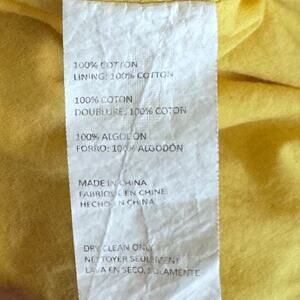 100% COTTON
LINING: 100% COTTON
100% COTON
DOUBLURE: 100% COTON
100% ALGODÓN
FORRO: 100% ALGODÓN
MADE IN CHINA
FABRIQUÉ EN CHINE
HECHO EN CHINA
DRY CLEAN ONLY
NETTOYER SEULEMENT
LAVA EN SECO, SOLAMENTE